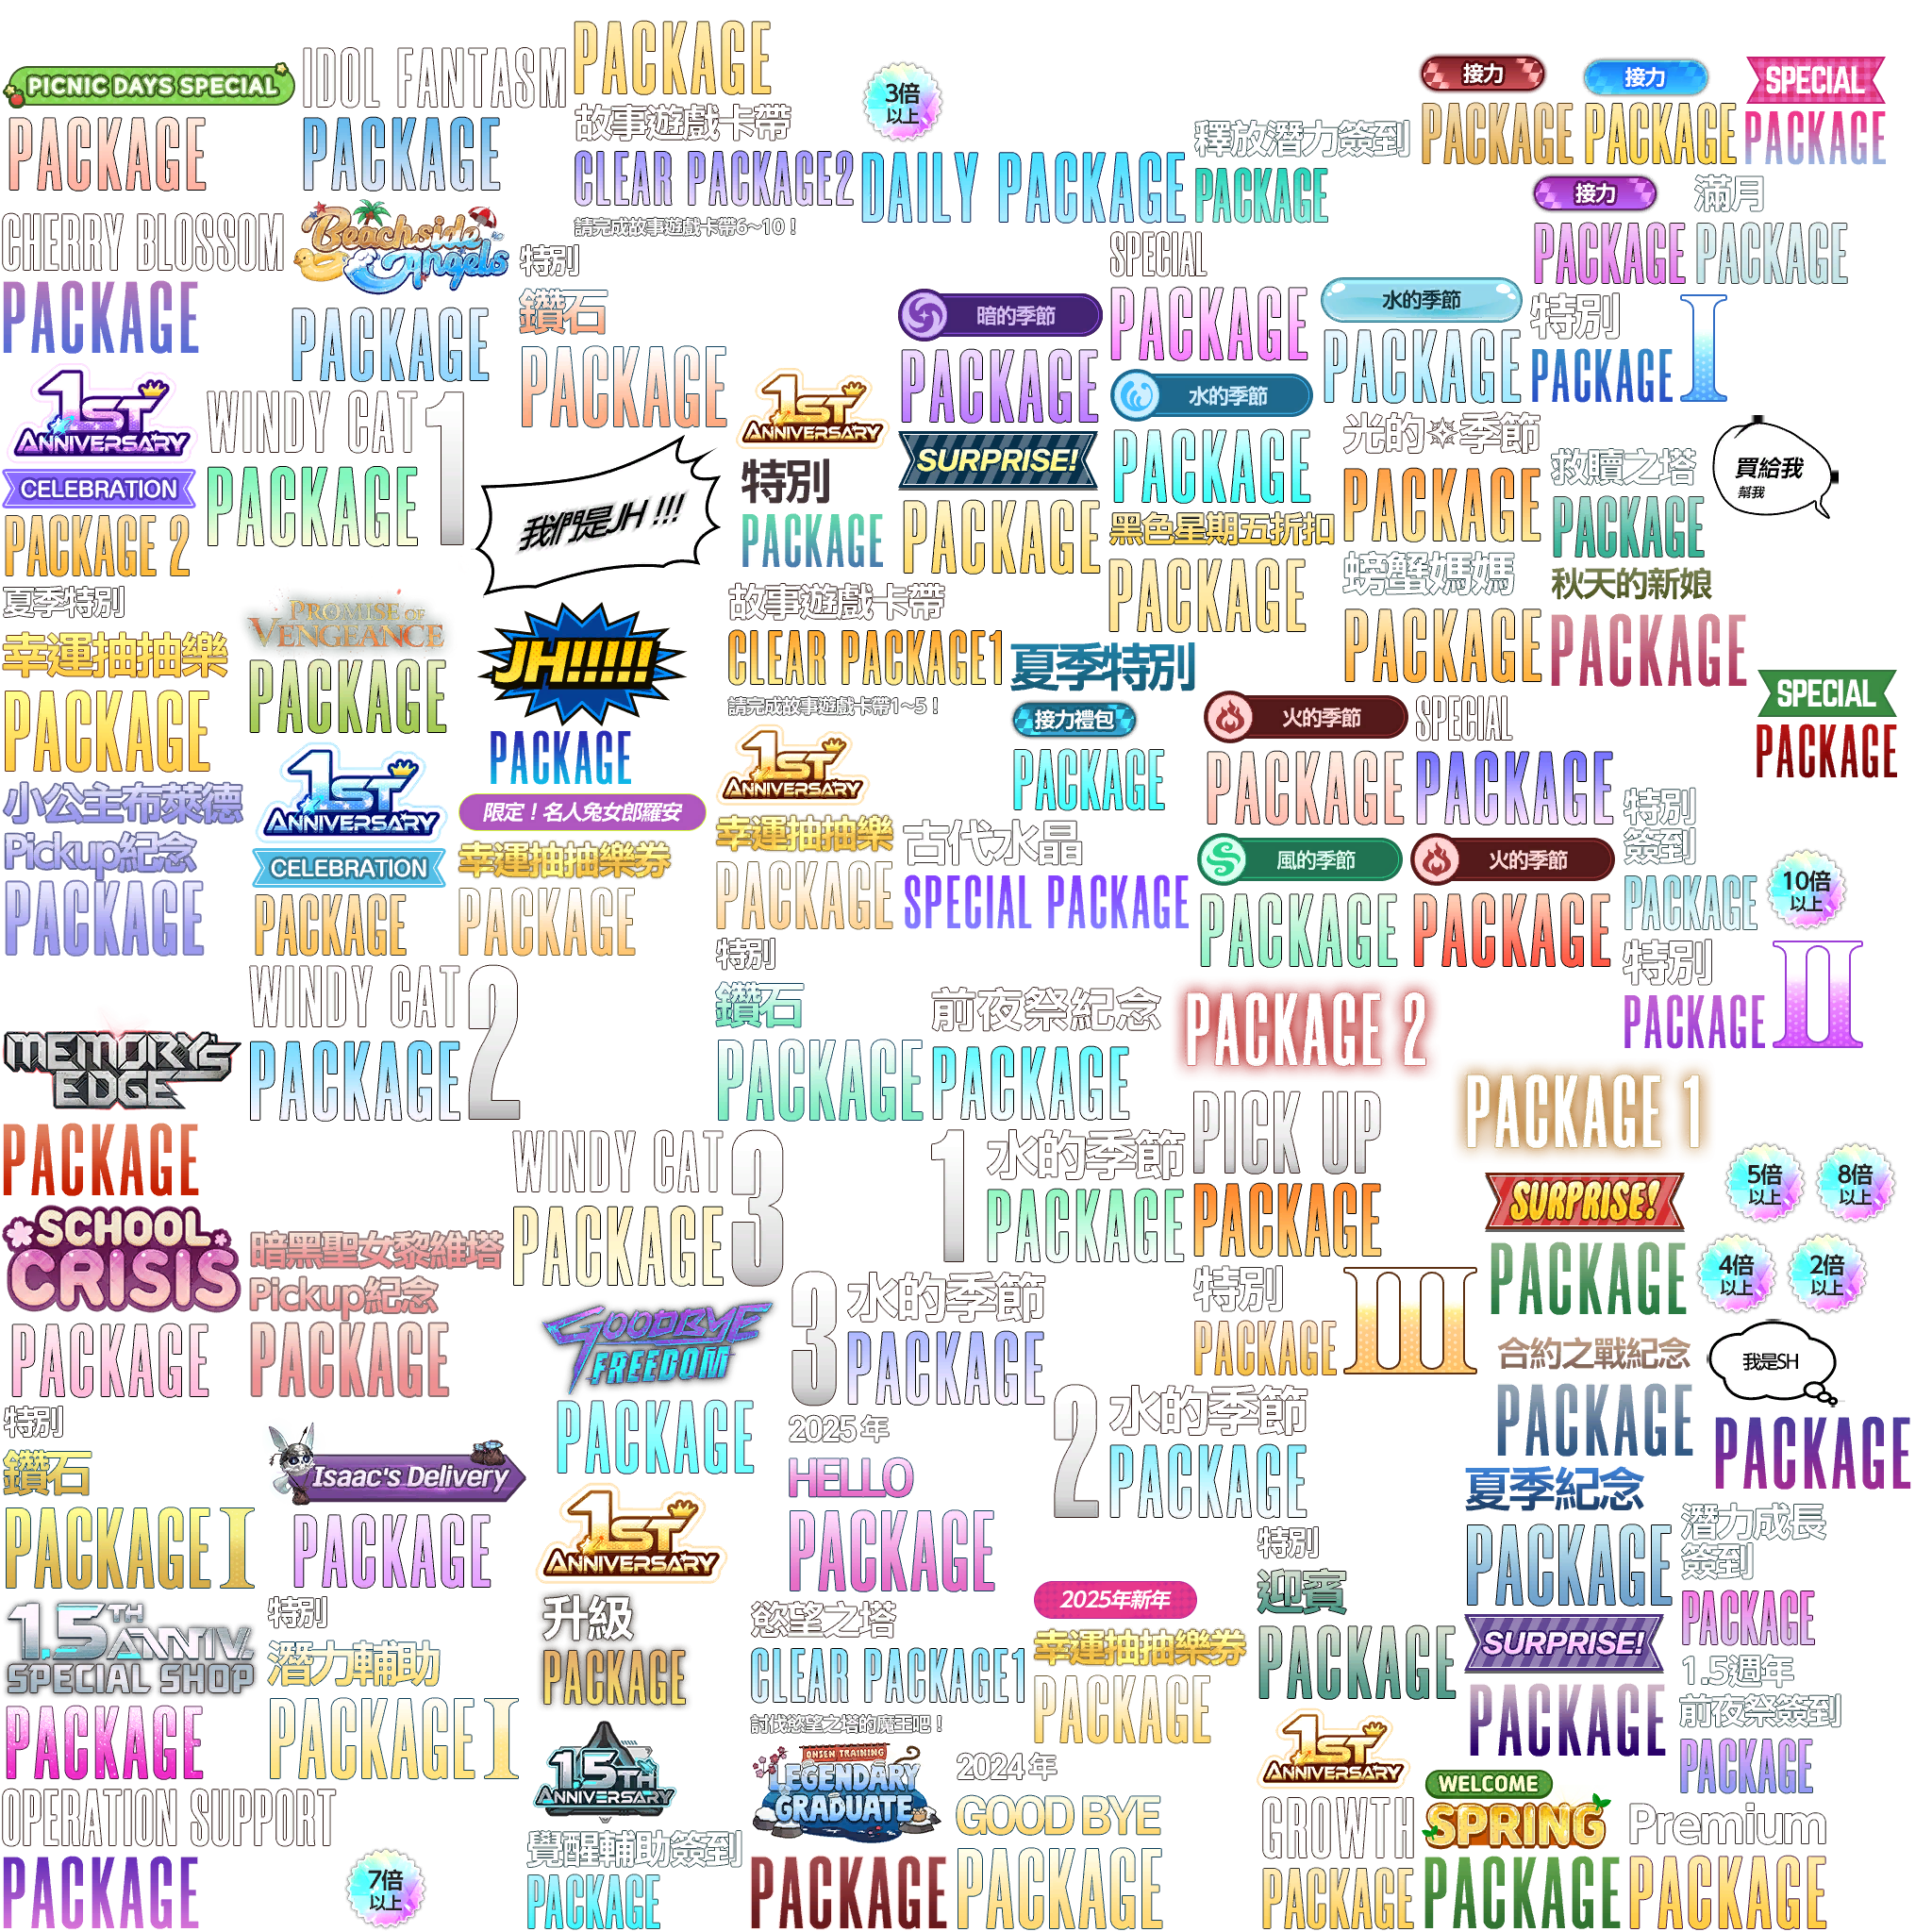 PICNIC DAYS SPECIAL
PACKAGE
IDOL FANTASM
PACKAGE
PACKAGE
故事遊戲卡帶
CLEAR PACKAGE2
請完成故事遊戲卡帶6~10！
3倍
以上
DAILY PACKAGE
釋放潛力簽到
PACKAGE
接力
PACKAGE
接力
PACKAGE
SPECIAL
PACKAGE
接力
PACKAGE
滿月
PACKAGE
CHERRY BLOSSOM
PACKAGE
Beachside
Angels
PACKAGE
特別
鑽石
PACKAGE
暗的季節
PACKAGE
SPECIAL
PACKAGE
水的季節
PACKAGE
特別
PACKAGE I
1ST
ANNIVERSARY
CELEBRATION
PACKAGE 2
WINDY CAT
PACKAGE
1
我們是JH !!!
1ST
ANNIVERSARY
特別
PACKAGE
SURPRISE!
PACKAGE
水的季節
PACKAGE
黑色星期五折扣
PACKAGE
光的季節
PACKAGE
螃蟹媽媽
PACKAGE
救贖之塔
PACKAGE
買給我
幫我
秋天的新娘
PACKAGE
夏季特別
幸運抽抽樂
PACKAGE
PROMISE OF
VENGEANCE
PACKAGE
JH!!!!!
PACKAGE
故事遊戲卡帶
CLEAR PACKAGE1
請完成故事遊戲卡帶1~5！
夏季特別
接力禮包
PACKAGE
火的季節
PACKAGE
SPECIAL
PACKAGE
SPECIAL
PACKAGE
小公主布萊德
Pickup紀念
PACKAGE
1ST
ANNIVERSARY
CELEBRATION
PACKAGE
限定！名人兔女郎羅安
幸運抽抽樂券
PACKAGE
1ST
ANNIVERSARY
幸運抽抽樂
PACKAGE
古代水晶
SPECIAL PACKAGE
風的季節
PACKAGE
火的季節
PACKAGE
特別
簽到
PACKAGE
10倍
以上
特別
PACKAGE II
MEMORY'S
EDGE
PACKAGE
WINDY CAT
PACKAGE
2
特別
鑽石
PACKAGE
前夜祭紀念
PACKAGE
PACKAGE 2
PACKAGE 1
WINDY CAT
PACKAGE
3
1
水的季節
PACKAGE
PICK UP
PACKAGE
SURPRISE!
PACKAGE
5倍
以上
8倍
以上
4倍
以上
2倍
以上
SCHOOL
CRISIS
PACKAGE
暗黑聖女黎維塔
Pickup紀念
PACKAGE
GOODBYE
FREEDOM
PACKAGE
3
水的季節
PACKAGE
特別
PACKAGE III
合約之戰紀念
PACKAGE
我是SH
PACKAGE
特別
鑽石
PACKAGE I
Isaac's Delivery
PACKAGE
1ST
ANNIVERSARY
升級
PACKAGE
2025 年
HELLO
PACKAGE
2
水的季節
PACKAGE
夏季紀念
PACKAGE
潛力成長
簽到
PACKAGE
1.5TH
ANNIV.
SPECIAL SHOP
PACKAGE
特別
潛力輔助
PACKAGE I
慾望之塔
CLEAR PACKAGE1
討伐慾望之塔的魔王吧！
2025年新年
幸運抽抽樂券
PACKAGE
特別
迎賓
PACKAGE
SURPRISE!
PACKAGE
1.5週年
前夜祭簽到
PACKAGE
OPERATION SUPPORT
PACKAGE
7倍
以上
1.5TH
ANNIVERSARY
覺醒輔助簽到
PACKAGE
ONSEN TRAINING
LEGENDARY
GRADUATE
PACKAGE
2024 年
GOOD BYE
PACKAGE
1ST
ANNIVERSARY
GROWTH
PACKAGE
WELCOME
SPRING
PACKAGE
Premium
PACKAGE